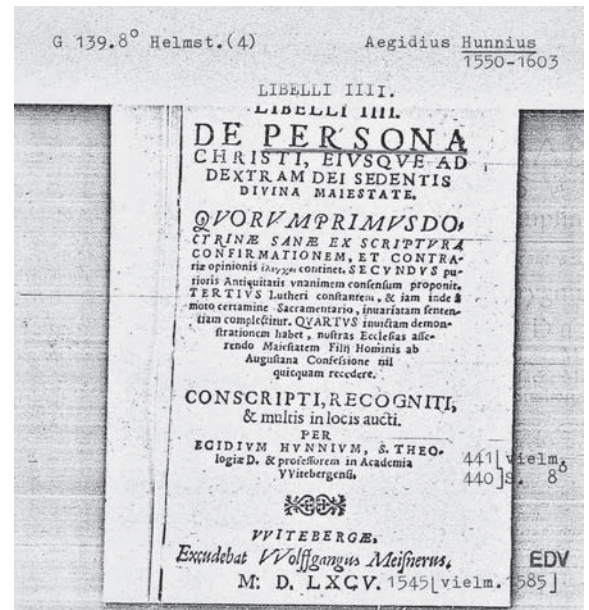 G 139.8° Helmst.(4)
Aegidius Hunnius
1550-1603
LIBELLI IIII.
LIBELLI IIII.
DE PERSONA
CHRISTI, EIVSQVE AD
DEXTRAM DEI SEDENTIS
DIVINA MAIESTATE.
QVORVM PRIMVS DO-
CTRINÆ SANÆ EX SCRIPTVRA
CONFIRMATIONEM, ET CONTRA-
riæ opinionis ἔλεγχον continet. SECVNDVS pu-
rioris Antiquitatis vnanimem consensum proponit.
TERTIVS Lutheri constantem, & iam inde à
moto certamine Sacramentario, inuariatam senten-
tiam complectitur. QVARTVS inuictam demon-
strationem habet, nostras Ecclesias asse-
rendo Maiestatem Filij Hominis ab
Augustana Confessione nil
quicquam recedere.
CONSCRIPTI, RECOGNITI,
& multis in locis aucti.
PER
EGIDIVM HVNNIVM, S. THEO-
logiæ D. & professorem in Academia
VVitebergensi.
441[vielm.
440]S. 8°
VVITEBERGÆ,
Excudebat VVolffgangus Meisnerus,
M. D. LXCV.
1545[vielm. 1585]
EDV